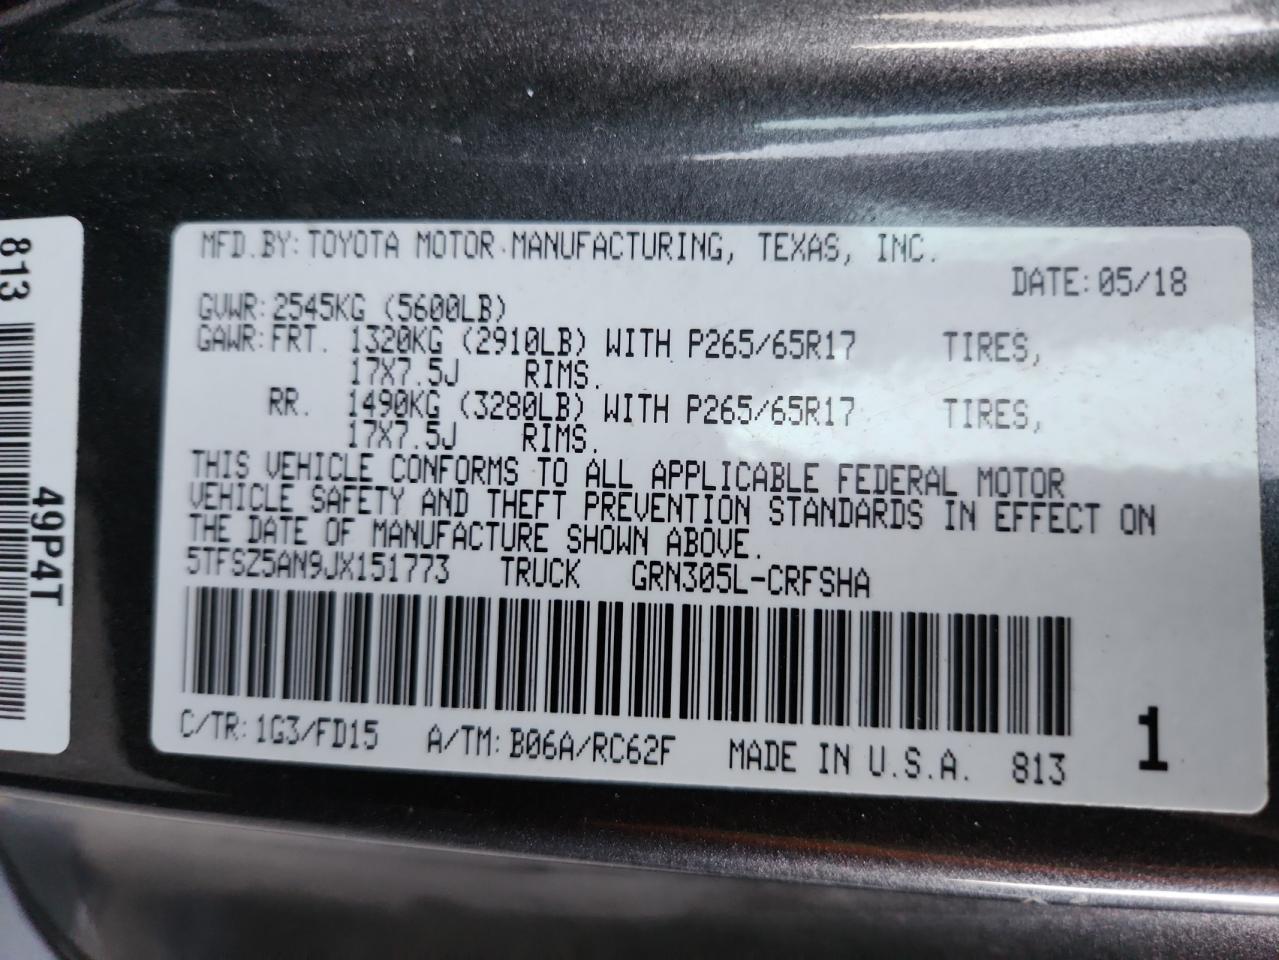 MFD.BY:TOYOTA MOTOR MANUFACTURING, TEXAS, INC.
DATE:05/18
GVWR:2545KG (5600LB)
GAWR:FRT. 1320KG (2910LB) WITH P265/65R17 TIRES,
17X7.5J RIMS.
RR. 1490KG (3280LB) WITH P265/65R17 TIRES,
17X7.5J RIMS.
THIS VEHICLE CONFORMS TO ALL APPLICABLE FEDERAL MOTOR
VEHICLE SAFETY AND THEFT PREVENTION STANDARDS IN EFFECT ON
THE DATE OF MANUFACTURE SHOWN ABOVE.
5TFSZ5AN9JX151773 TRUCK GRN305L-CRFSHA
C/TR:1G3/FD15 A/TM:B06A/RC62F MADE IN U.S.A. 813
1
813
49P4T